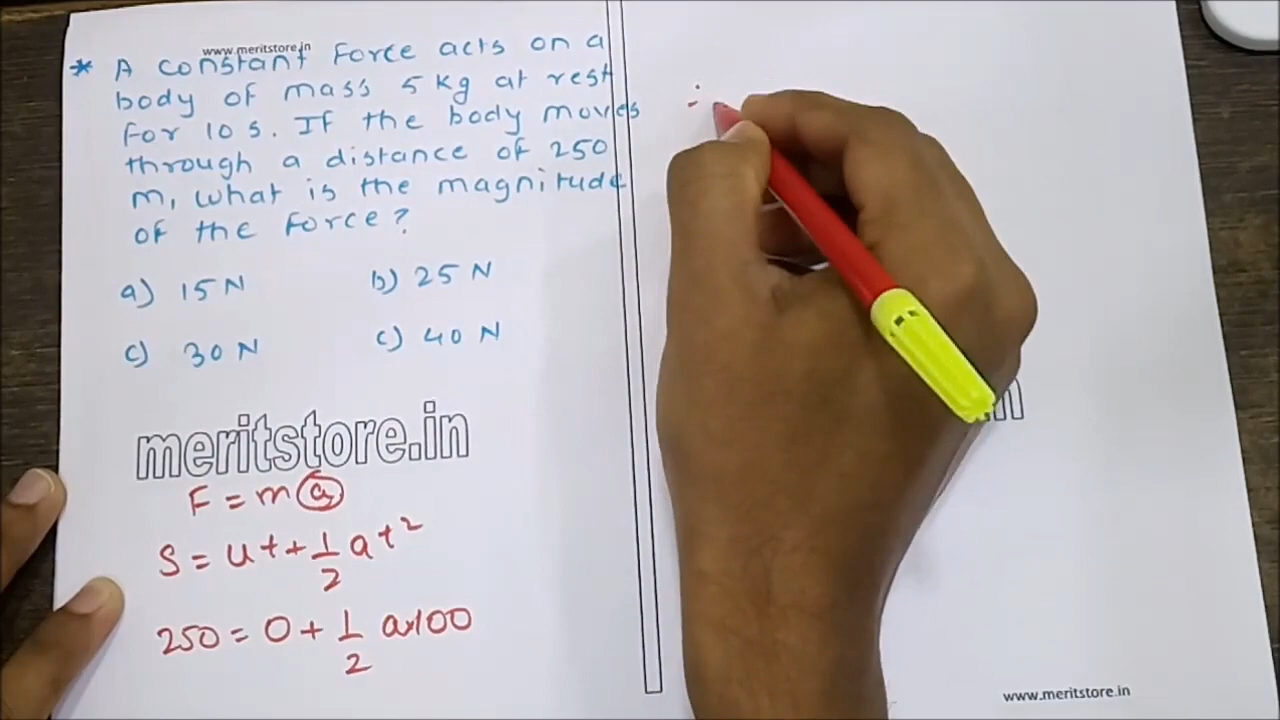 www.meritstore.in
* A constant Force acts on a
body of mass 5 kg at rest
for 10 s. If the body moves
through a distance of 250
m, what is the magnitude
of the force?
a) 15 N b) 25 N
c) 30 N c) 40 N
meritstore.in
F = ma
S = ut + 1/2 at²
250 = 0 + 1/2 a×100
∴
in
www.meritstore.in